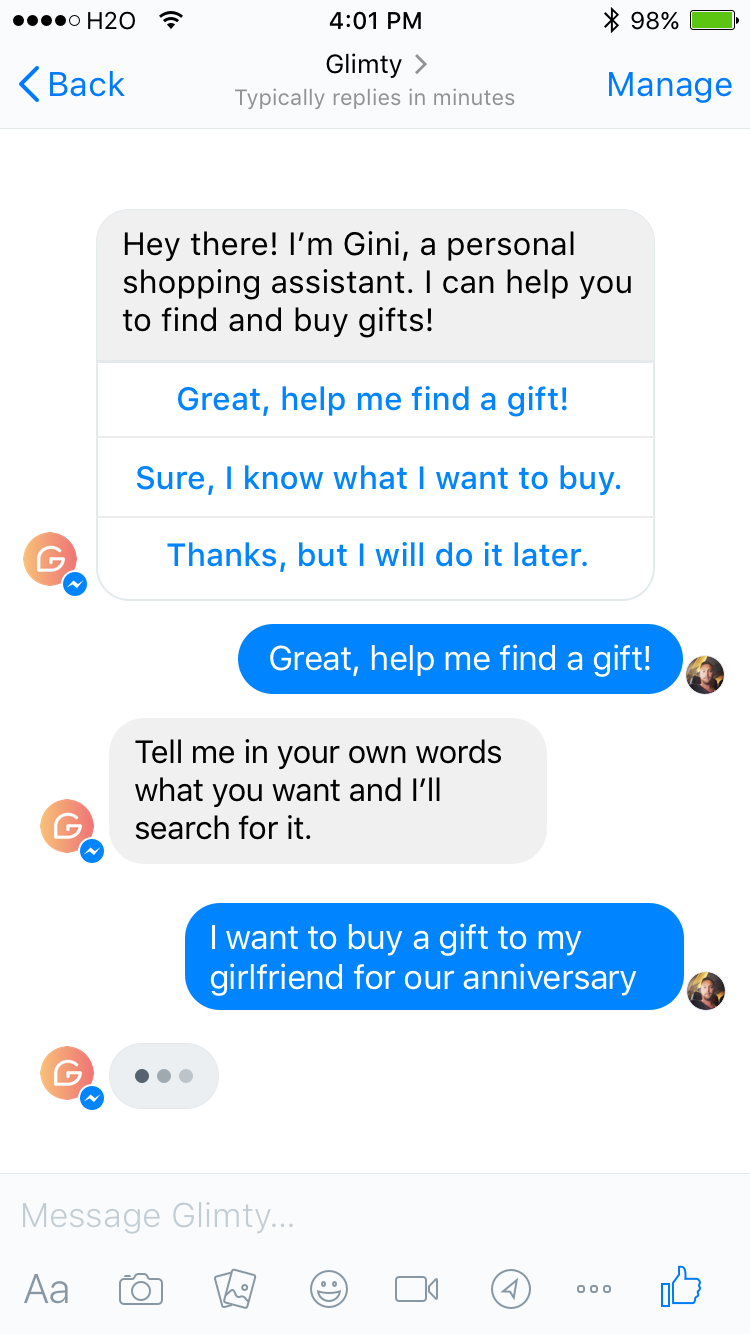 H2O 4:01 PM 98%
Back Glimty Manage
Typically replies in minutes
Hey there! I’m Gini, a personal
shopping assistant. I can help you
to find and buy gifts!
Great, help me find a gift!
Sure, I know what I want to buy.
Thanks, but I will do it later.
G
Great, help me find a gift!
Tell me in your own words
what you want and I’ll
search for it.
G
I want to buy a gift to my
girlfriend for our anniversary
G
Message Glimty...
Aa